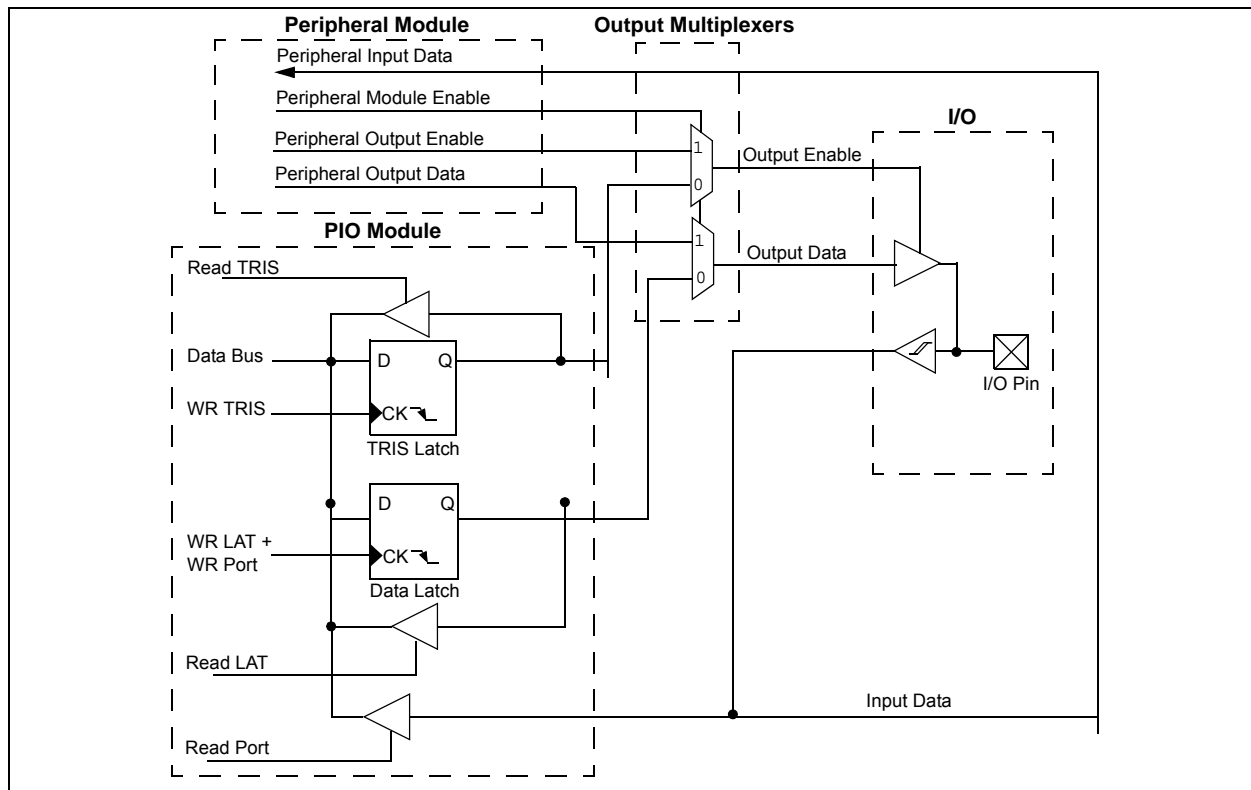 Peripheral Module
Output Multiplexers
Peripheral Input Data
Peripheral Module Enable
I/O
Peripheral Output Enable
1
Output Enable
Peripheral Output Data
0
PIO Module
1
Output Data
0
Read TRIS
Data Bus
D
Q
I/O Pin
WR TRIS
CK
TRIS Latch
D
Q
WR LAT +
WR Port
CK
Data Latch
Read LAT
Input Data
Read Port